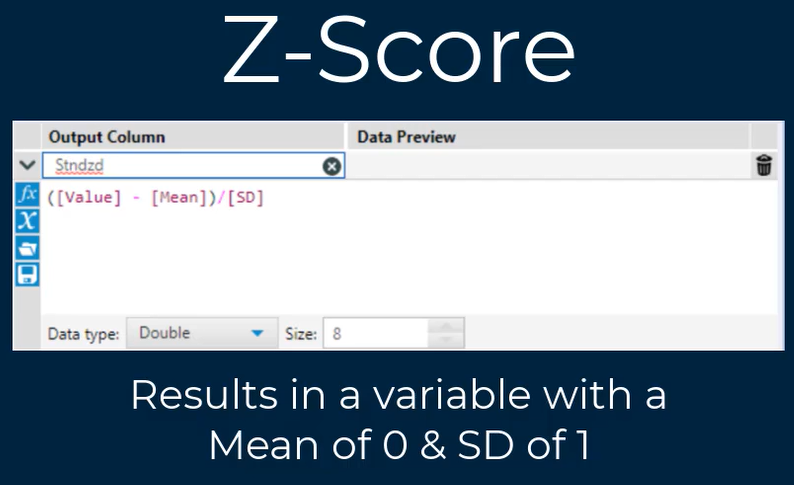 Z-Score
Output Column Data Preview
Stndzd
fx
([Value] - [Mean])/[SD]
X
Data type: Double Size: 8
Results in a variable with a
Mean of 0 & SD of 1